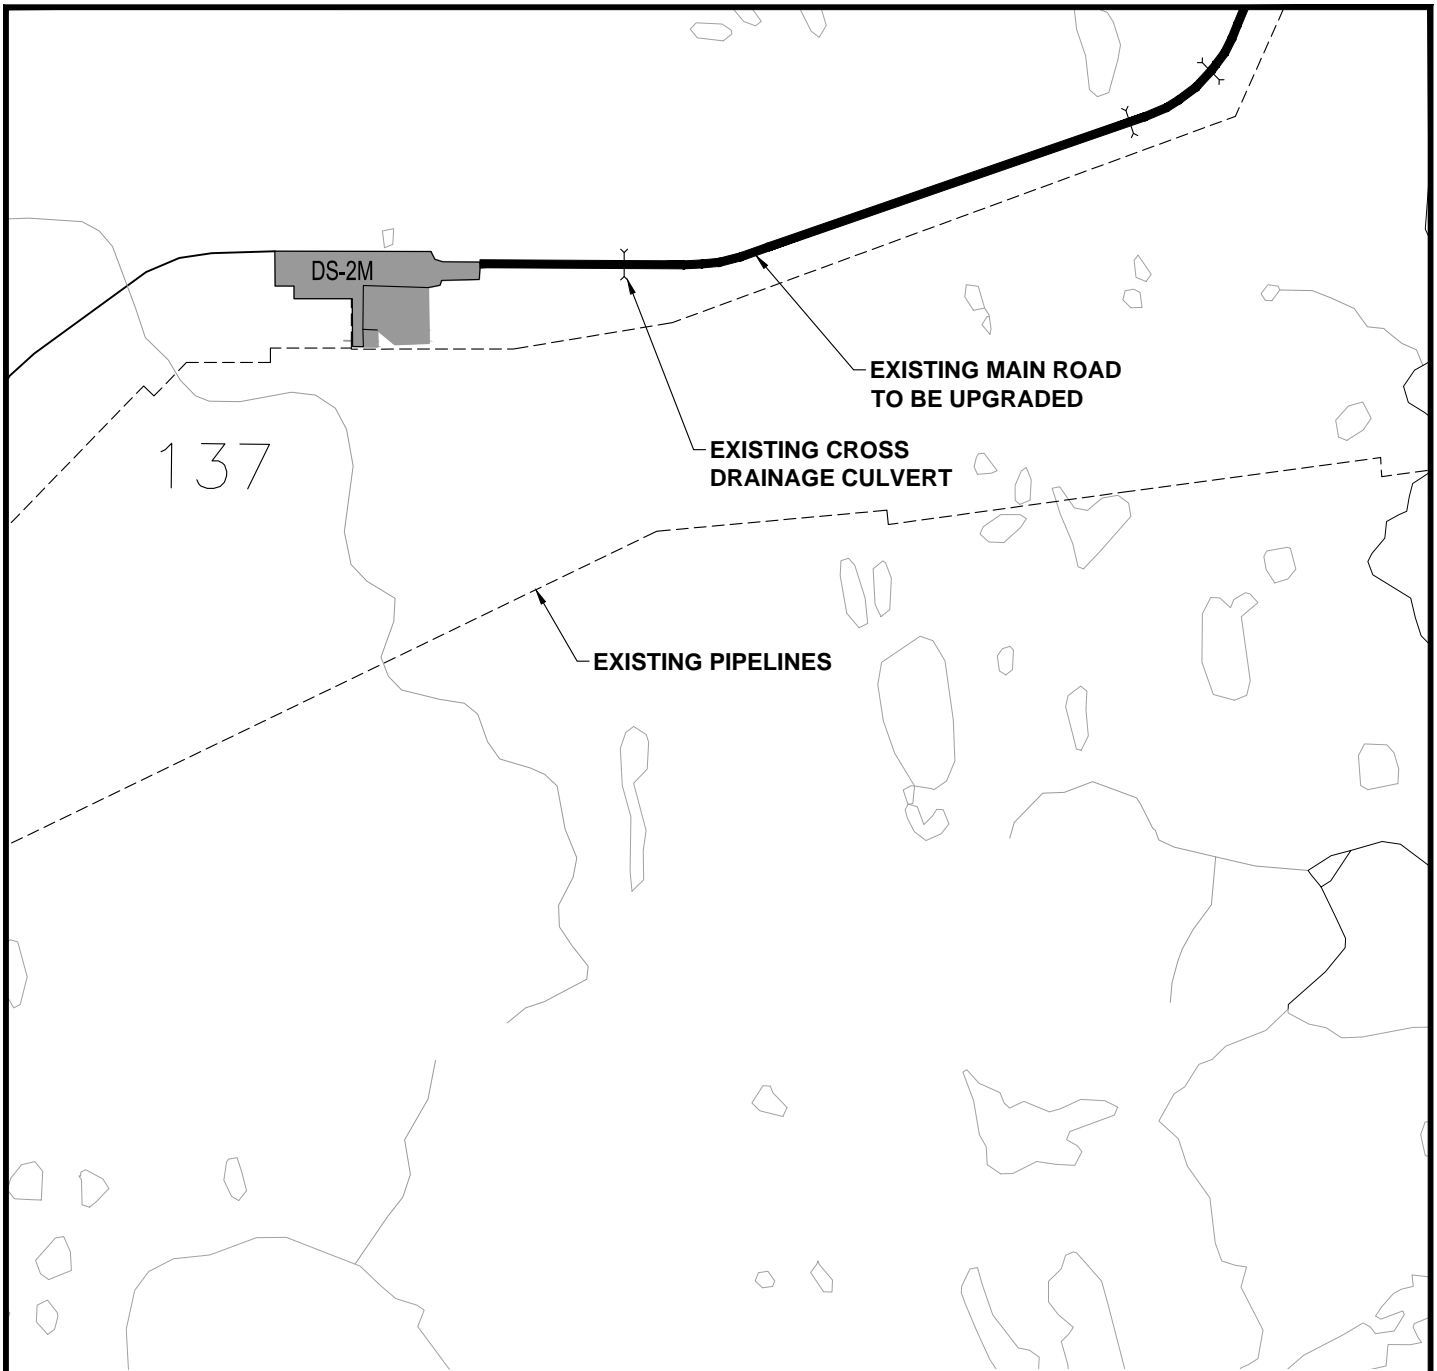 DS-2M
EXISTING MAIN ROAD
TO BE UPGRADED
137
EXISTING CROSS
DRAINAGE CULVERT
EXISTING PIPELINES